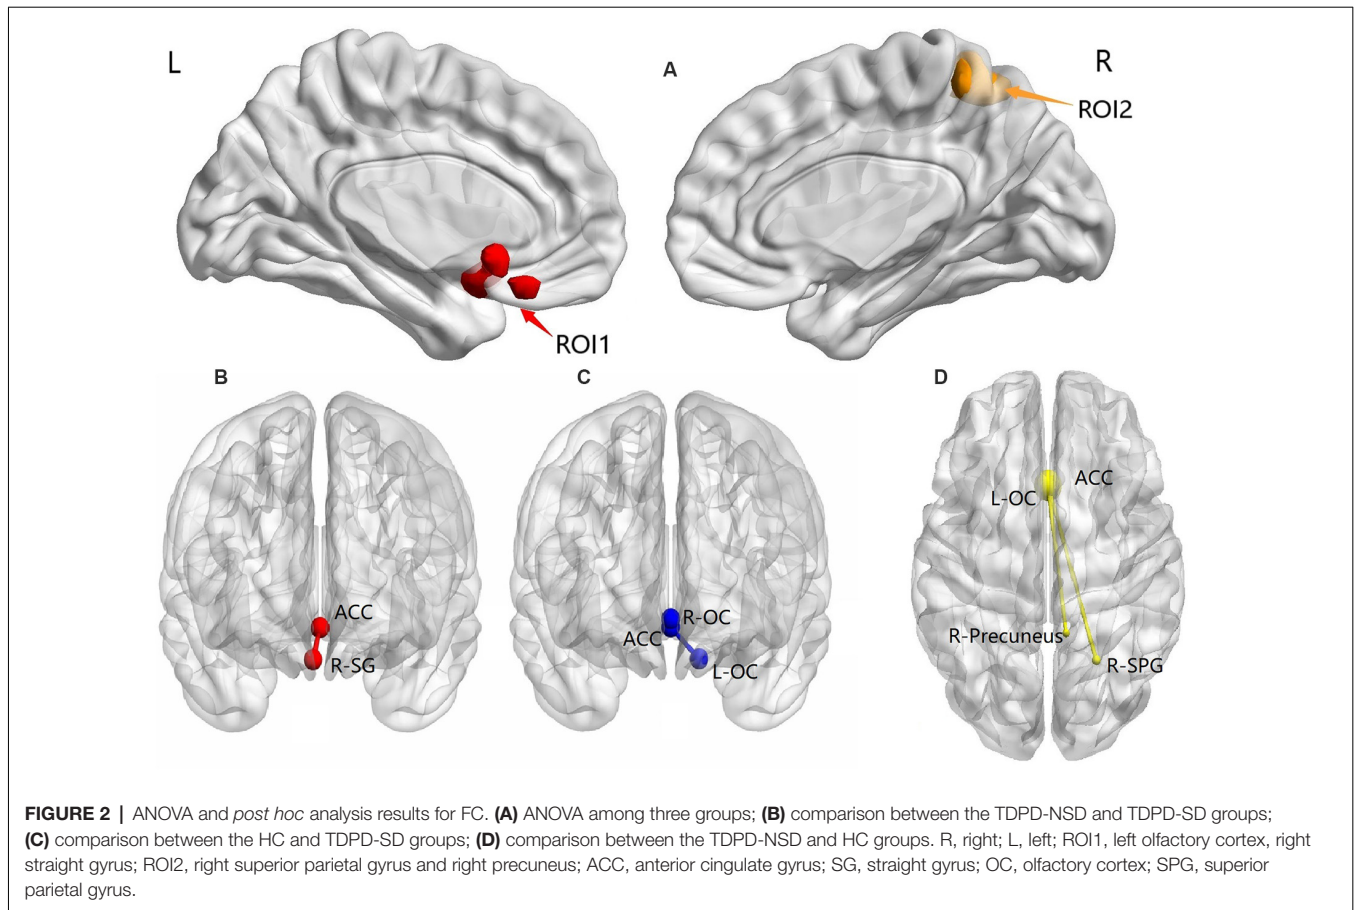 L
A
R
ROI2
ROI1
B
C
D
ACC
R-SG
R-OC
ACC
L-OC
ACC
L-OC
R-Precuneus
R-SPG
FIGURE 2 | ANOVA and post hoc analysis results for FC. (A) ANOVA among three groups; (B) comparison between the TDPD-NSD and TDPD-SD groups;
(C) comparison between the HC and TDPD-SD groups; (D) comparison between the TDPD-NSD and HC groups. R, right; L, left; ROI1, left olfactory cortex, right
straight gyrus; ROI2, right superior parietal gyrus and right precuneus; ACC, anterior cingulate gyrus; SG, straight gyrus; OC, olfactory cortex; SPG, superior
parietal gyrus.